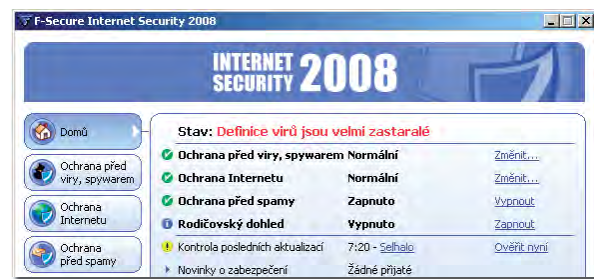 F-Secure Internet Security 2008
INTERNET
SECURITY 2008
Domů
Stav: Definice virů jsou velmi zastaralé
Ochrana před
viry, spywarem
Ochrana před viry, spywarem Normální Změnit...
Ochrana Internetu Normální Změnit...
Ochrana
Internetu
Ochrana před spamy Zapnuto Vypnout
Rodičovský dohled Vypnuto Zapnout
Ochrana
před spamy
Kontrola posledních aktualizací 7:20 - Selhalo Ověřit nyní
Novinky o zabezpečení Žádné přijaté